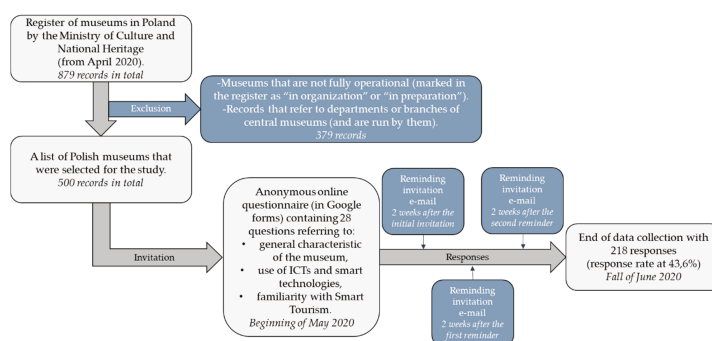 Register of museums in Poland
by the Ministry of Culture and
National Heritage
(from April 2020).
879 records in total
-Museums that are not fully operational (marked in
the register as “in organization” or “in preparation”).
-Records that refer to departments or branches of
central museums (and are run by them).
379 records
Exclusion
A list of Polish museums that
were selected for the study.
500 records in total
Invitation
Anonymous online
questionnaire (in Google
forms) containing 28
questions referring to:
• general characteristic
of the museum,
• use of ICTs and smart
technologies,
• familiarity with Smart
Tourism.
Beginning of May 2020
Reminding
invitation
e-mail
2 weeks after the
initial invitation
Reminding
invitation
e-mail
2 weeks after the
second reminder
Responses
Reminding
invitation
e-mail
2 weeks after the
first reminder
End of data collection with
218 responses
(response rate at 43,6%)
Fall of June 2020